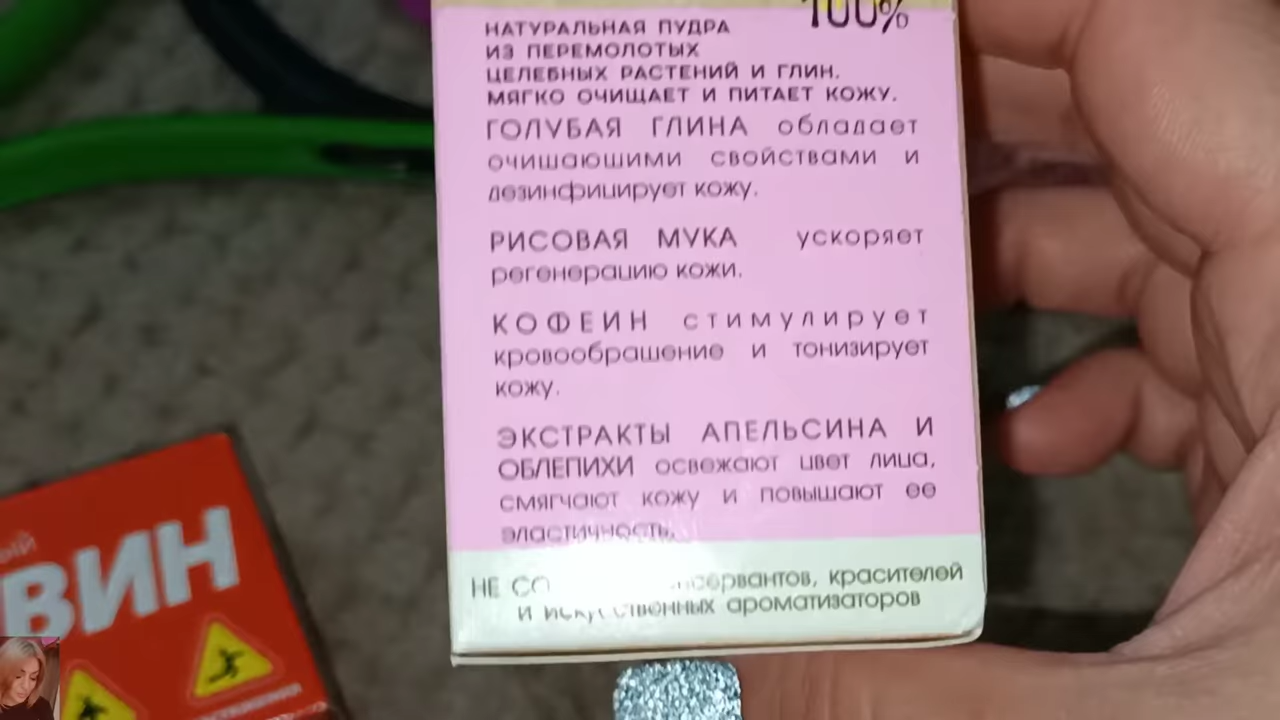 100%
НАТУРАЛЬНАЯ ПУДРА
ИЗ ПЕРЕМОЛОТЫХ
ЦЕЛЕБНЫХ РАСТЕНИЙ И ГЛИН.
МЯГКО ОЧИЩАЕТ И ПИТАЕТ КОЖУ.
ГОЛУБАЯ ГЛИНА обладает
очищающими свойствами и
дезинфицирует кожу.
РИСОВАЯ МУКА ускоряет
регенерацию кожи.
КОФЕИН стимулирует
кровообращение и тонизирует
кожу.
ЭКСТРАКТЫ АПЕЛЬСИНА И
ОБЛЕПИХИ освежают цвет лица,
смягчают кожу и повышают ее
эластичность.
НЕ красителей
и искусственных ароматизаторов
ВИН